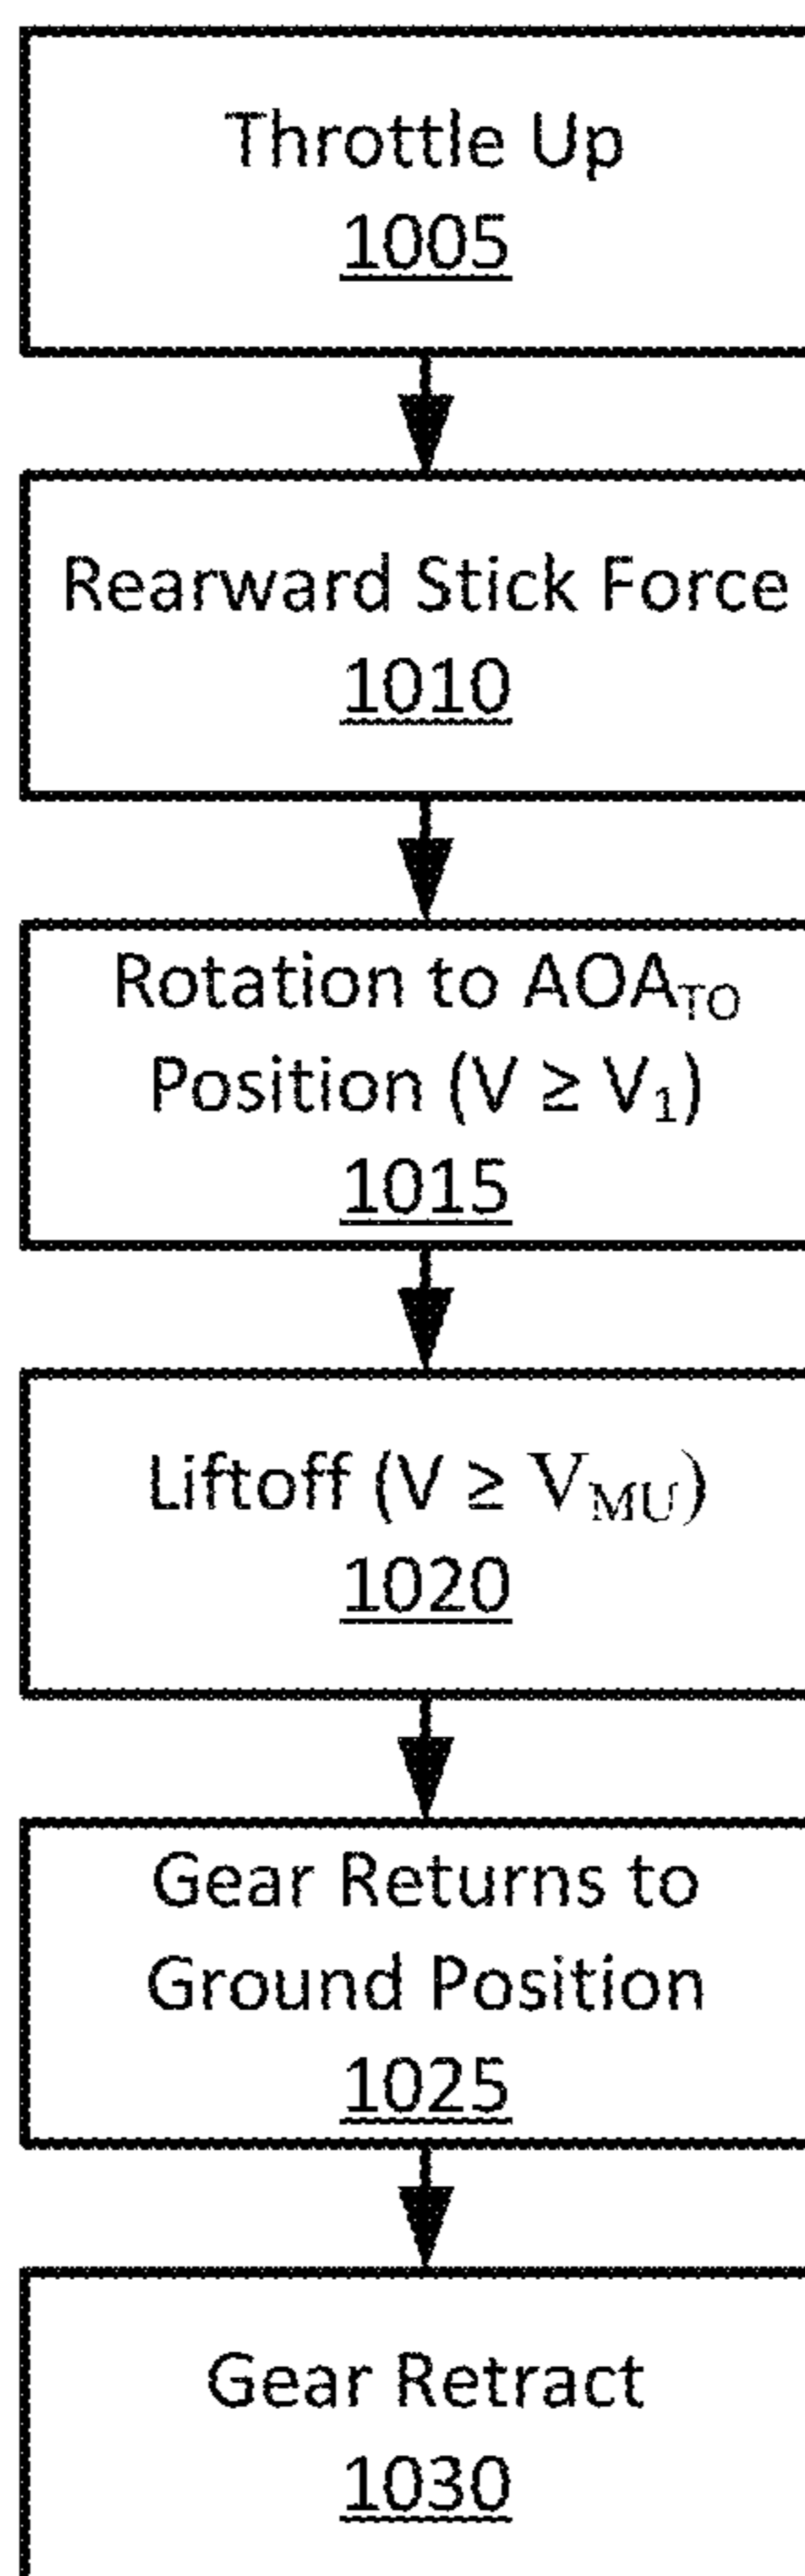 Throttle Up
1005
Rearward Stick Force
1010
Rotation to AOA_TO
Position (V ≥ V₁)
1015
Liftoff (V ≥ V_MU)
1020
Gear Returns to
Ground Position
1025
Gear Retract
1030